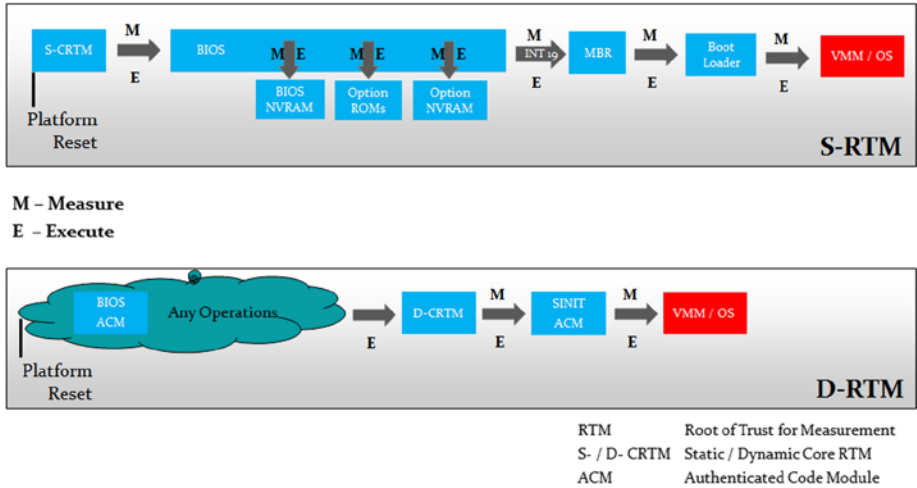 M
S-CRTM
E
BIOS
M E
M E
M E
BIOS
NVRAM
Option
ROMs
Option
NVRAM
M
INT 19
E
MBR
M
E
Boot
Loader
M
E
VMM / OS
Platform
Reset
S-RTM
M – Measure
E – Execute
BIOS
ACM
Any Operations
E
D-CRTM
M
E
SINIT
ACM
M
E
VMM / OS
Platform
Reset
D-RTM
RTM Root of Trust for Measurement
S- / D- CRTM Static / Dynamic Core RTM
ACM Authenticated Code Module